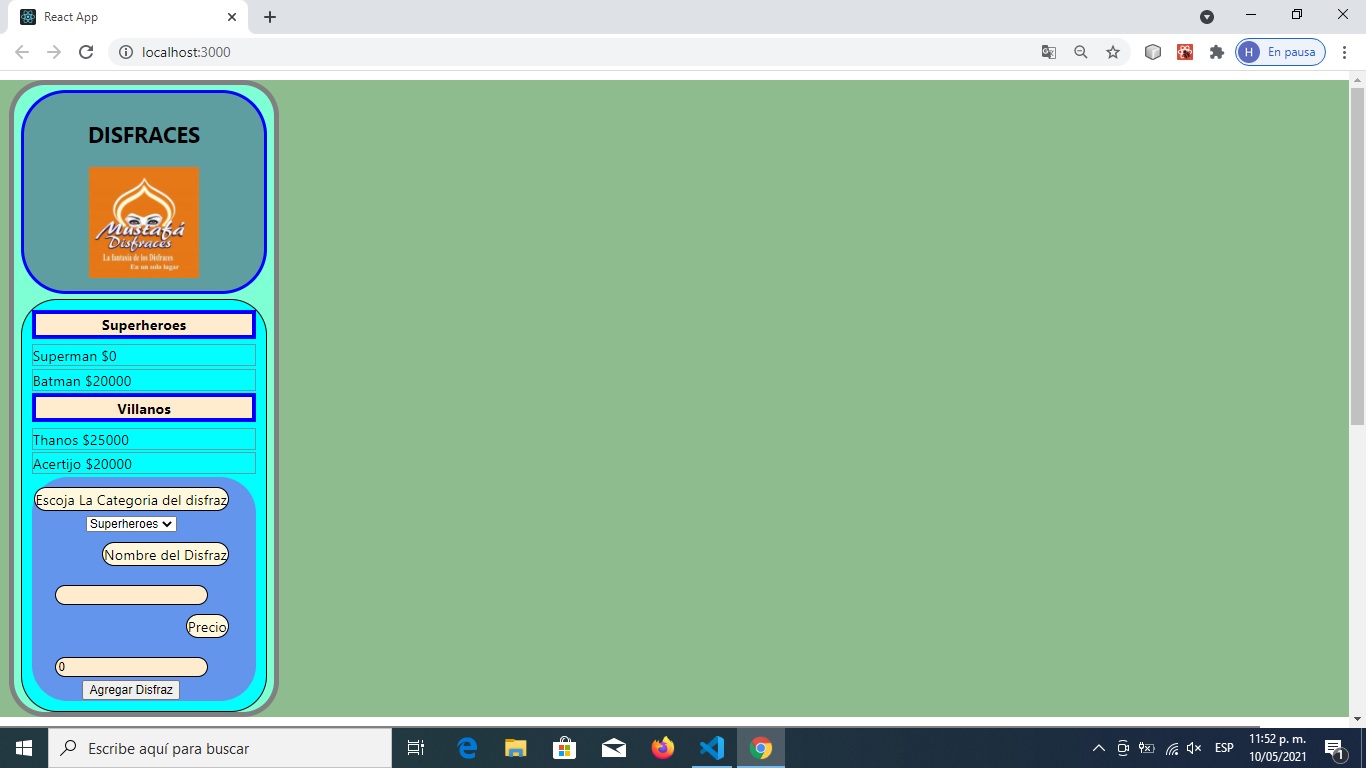 React App
localhost:3000
H
En pausa
DISFRACES
Mustafá
Disfraces
La fantasia de los Disfraces
En un solo lugar
Superheroes
Superman $0
Batman $20000
Villanos
Thanos $25000
Acertijo $20000
Escoja La Categoria del disfraz
Superheroes
Nombre del Disfraz
Precio
0
Agregar Disfraz
Escribe aquí para buscar
ESP
11:52 p. m.
10/05/2021
1